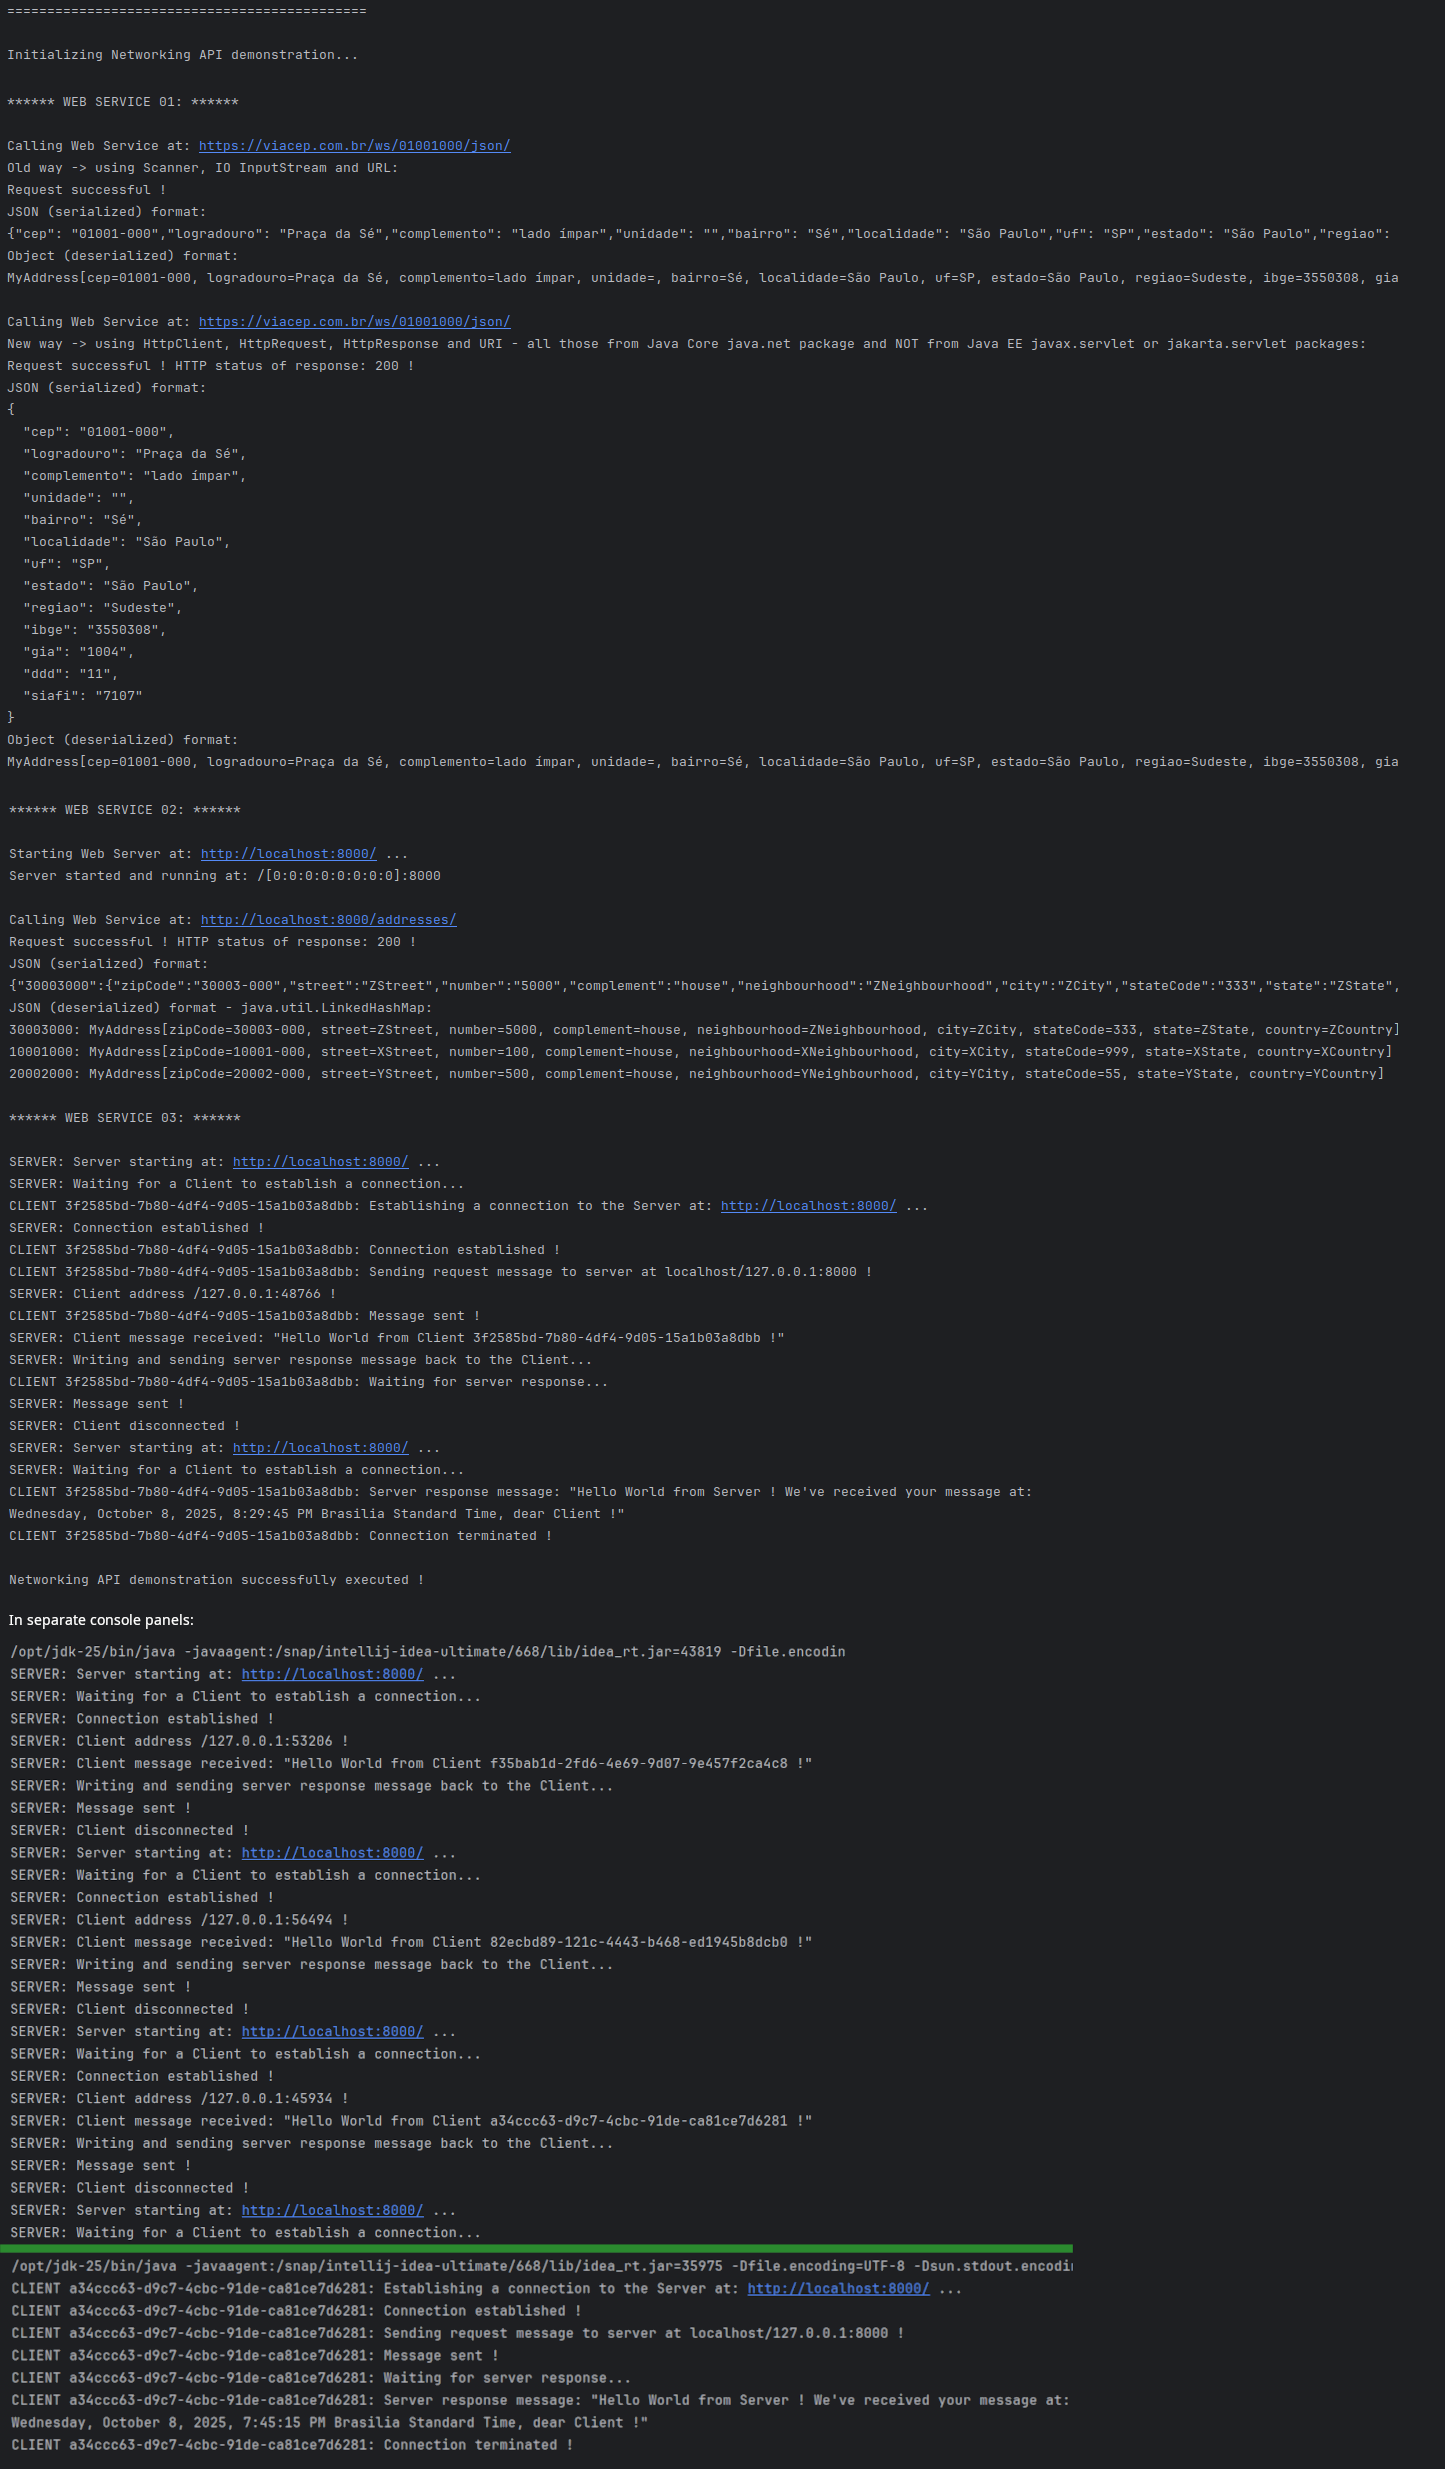 =============================================
Initializing Networking API demonstration...
****** WEB SERVICE 01: ******
Calling Web Service at: https://viacep.com.br/ws/01001000/json/
Old way -> using Scanner, IO InputStream and URL:
Request successful !
JSON (serialized) format:
{"cep": "01001-000","logradouro": "Praça da Sé","complemento": "lado ímpar","unidade": "","bairro": "Sé","localidade": "São Paulo","uf": "SP","estado": "São Paulo","regiao":
Object (deserialized) format:
MyAddress[cep=01001-000, logradouro=Praça da Sé, complemento=lado ímpar, unidade=, bairro=Sé, localidade=São Paulo, uf=SP, estado=São Paulo, regiao=Sudeste, ibge=3550308, gia
Calling Web Service at: https://viacep.com.br/ws/01001000/json/
New way -> using HttpClient, HttpRequest, HttpResponse and URI - all those from Java Core java.net package and NOT from Java EE javax.servlet or jakarta.servlet packages:
Request successful ! HTTP status of response: 200 !
JSON (serialized) format:
{
  "cep": "01001-000",
  "logradouro": "Praça da Sé",
  "complemento": "lado ímpar",
  "unidade": "",
  "bairro": "Sé",
  "localidade": "São Paulo",
  "uf": "SP",
  "estado": "São Paulo",
  "regiao": "Sudeste",
  "ibge": "3550308",
  "gia": "1004",
  "ddd": "11",
  "siafi": "7107"
}
Object (deserialized) format:
MyAddress[cep=01001-000, logradouro=Praça da Sé, complemento=lado ímpar, unidade=, bairro=Sé, localidade=São Paulo, uf=SP, estado=São Paulo, regiao=Sudeste, ibge=3550308, gia
****** WEB SERVICE 02: ******
Starting Web Server at: http://localhost:8000/ ...
Server started and running at: /[0:0:0:0:0:0:0:0]:8000
Calling Web Service at: http://localhost:8000/addresses/
Request successful ! HTTP status of response: 200 !
JSON (serialized) format:
{"30003000":{"zipCode":"30003-000","street":"ZStreet","number":"5000","complement":"house","neighbourhood":"ZNeighbourhood","city":"ZCity","stateCode":"333","state":"ZState",
JSON (deserialized) format - java.util.LinkedHashMap:
30003000: MyAddress[zipCode=30003-000, street=ZStreet, number=5000, complement=house, neighbourhood=ZNeighbourhood, city=ZCity, stateCode=333, state=ZState, country=ZCountry]
10001000: MyAddress[zipCode=10001-000, street=XStreet, number=100, complement=house, neighbourhood=XNeighbourhood, city=XCity, stateCode=999, state=XState, country=XCountry]
20002000: MyAddress[zipCode=20002-000, street=YStreet, number=500, complement=house, neighbourhood=YNeighbourhood, city=YCity, stateCode=55, state=YState, country=YCountry]
****** WEB SERVICE 03: ******
SERVER: Server starting at: http://localhost:8000/ ...
SERVER: Waiting for a Client to establish a connection...
CLIENT 3f2585bd-7b80-4df4-9d05-15a1b03a8dbb: Establishing a connection to the Server at: http://localhost:8000/ ...
SERVER: Connection established !
CLIENT 3f2585bd-7b80-4df4-9d05-15a1b03a8dbb: Connection established !
CLIENT 3f2585bd-7b80-4df4-9d05-15a1b03a8dbb: Sending request message to server at localhost/127.0.0.1:8000 !
SERVER: Client address /127.0.0.1:48766 !
CLIENT 3f2585bd-7b80-4df4-9d05-15a1b03a8dbb: Message sent !
SERVER: Client message received: "Hello World from Client 3f2585bd-7b80-4df4-9d05-15a1b03a8dbb !"
SERVER: Writing and sending server response message back to the Client...
CLIENT 3f2585bd-7b80-4df4-9d05-15a1b03a8dbb: Waiting for server response...
SERVER: Message sent !
SERVER: Client disconnected !
SERVER: Server starting at: http://localhost:8000/ ...
SERVER: Waiting for a Client to establish a connection...
CLIENT 3f2585bd-7b80-4df4-9d05-15a1b03a8dbb: Server response message: "Hello World from Server ! We've received your message at:
Wednesday, October 8, 2025, 8:29:45 PM Brasilia Standard Time, dear Client !"
CLIENT 3f2585bd-7b80-4df4-9d05-15a1b03a8dbb: Connection terminated !
Networking API demonstration successfully executed !
In separate console panels:
/opt/jdk-25/bin/java -javaagent:/snap/intellij-idea-ultimate/668/lib/idea_rt.jar=43819 -Dfile.encodin
SERVER: Server starting at: http://localhost:8000/ ...
SERVER: Waiting for a Client to establish a connection...
SERVER: Connection established !
SERVER: Client address /127.0.0.1:53206 !
SERVER: Client message received: "Hello World from Client f35bab1d-2fd6-4e69-9d07-9e457f2ca4c8 !"
SERVER: Writing and sending server response message back to the Client...
SERVER: Message sent !
SERVER: Client disconnected !
SERVER: Server starting at: http://localhost:8000/ ...
SERVER: Waiting for a Client to establish a connection...
SERVER: Connection established !
SERVER: Client address /127.0.0.1:56494 !
SERVER: Client message received: "Hello World from Client 82ecbd89-121c-4443-b468-ed1945b8dcb0 !"
SERVER: Writing and sending server response message back to the Client...
SERVER: Message sent !
SERVER: Client disconnected !
SERVER: Server starting at: http://localhost:8000/ ...
SERVER: Waiting for a Client to establish a connection...
SERVER: Connection established !
SERVER: Client address /127.0.0.1:45934 !
SERVER: Client message received: "Hello World from Client a34ccc63-d9c7-4cbc-91de-ca81ce7d6281 !"
SERVER: Writing and sending server response message back to the Client...
SERVER: Message sent !
SERVER: Client disconnected !
SERVER: Server starting at: http://localhost:8000/ ...
SERVER: Waiting for a Client to establish a connection...
/opt/jdk-25/bin/java -javaagent:/snap/intellij-idea-ultimate/668/lib/idea_rt.jar=35975 -Dfile.encoding=UTF-8 -Dsun.stdout.encodin
CLIENT a34ccc63-d9c7-4cbc-91de-ca81ce7d6281: Establishing a connection to the Server at: http://localhost:8000/ ...
CLIENT a34ccc63-d9c7-4cbc-91de-ca81ce7d6281: Connection established !
CLIENT a34ccc63-d9c7-4cbc-91de-ca81ce7d6281: Sending request message to server at localhost/127.0.0.1:8000 !
CLIENT a34ccc63-d9c7-4cbc-91de-ca81ce7d6281: Message sent !
CLIENT a34ccc63-d9c7-4cbc-91de-ca81ce7d6281: Waiting for server response...
CLIENT a34ccc63-d9c7-4cbc-91de-ca81ce7d6281: Server response message: "Hello World from Server ! We've received your message at:
Wednesday, October 8, 2025, 7:45:15 PM Brasilia Standard Time, dear Client !"
CLIENT a34ccc63-d9c7-4cbc-91de-ca81ce7d6281: Connection terminated !